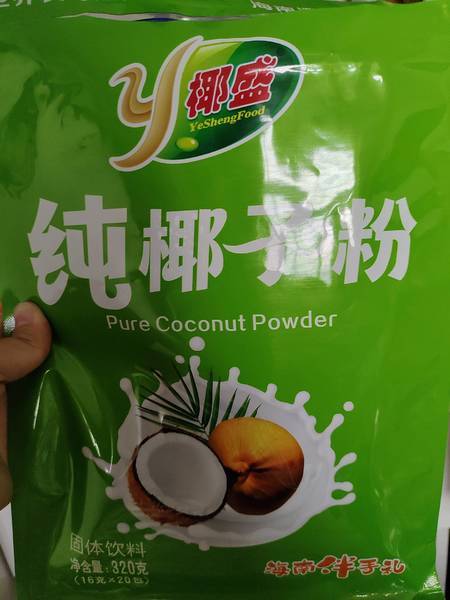 椰盛
YeShengFood
纯椰子粉
Pure Coconut Powder
固体饮料
净含量:320克
(16克×20包)
海南伴手礼